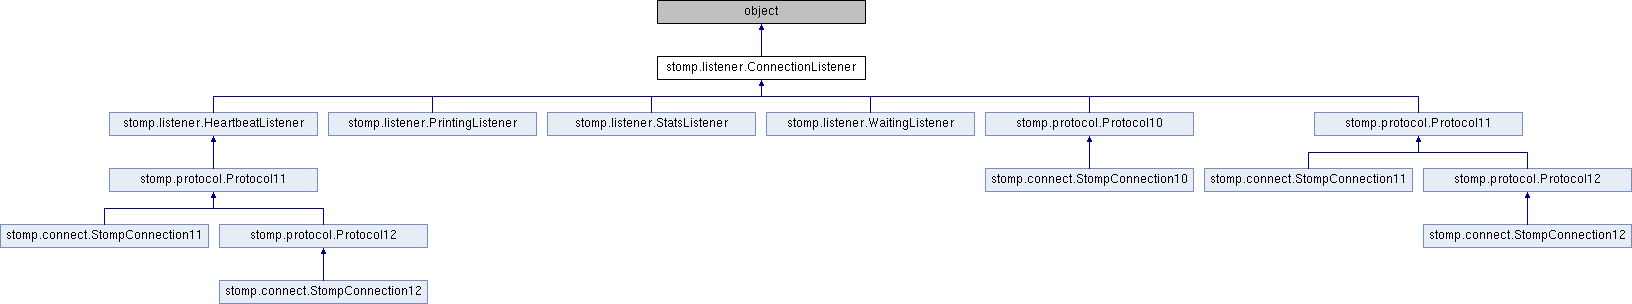 object
stomp.listener.ConnectionListener
stomp.listener.HeartbeatListener
stomp.listener.PrintingListener
stomp.listener.StatsListener
stomp.listener.WaitingListener
stomp.protocol.Protocol10
stomp.protocol.Protocol11
stomp.protocol.Protocol11
stomp.connect.StompConnection10
stomp.connect.StompConnection11
stomp.protocol.Protocol12
stomp.connect.StompConnection11
stomp.protocol.Protocol12
stomp.connect.StompConnection12
stomp.connect.StompConnection12